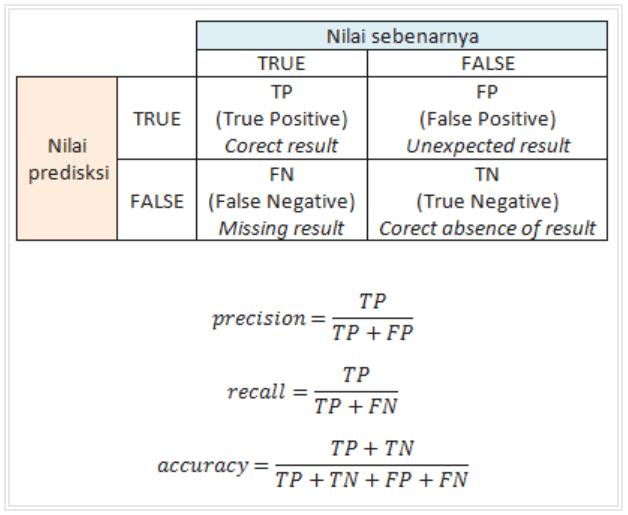 Nilai sebenarnya
TRUE FALSE
Nilai prediksksi
TRUE
TP
(True Positive)
Corect result
FP
(False Positive)
Unexpected result
FALSE
FN
(False Negative)
Missing result
TN
(True Negative)
Corect absence of result
precision = TP / TP + FP
recall = TP / TP + FN
accuracy = TP + TN / TP + TN + FP + FN